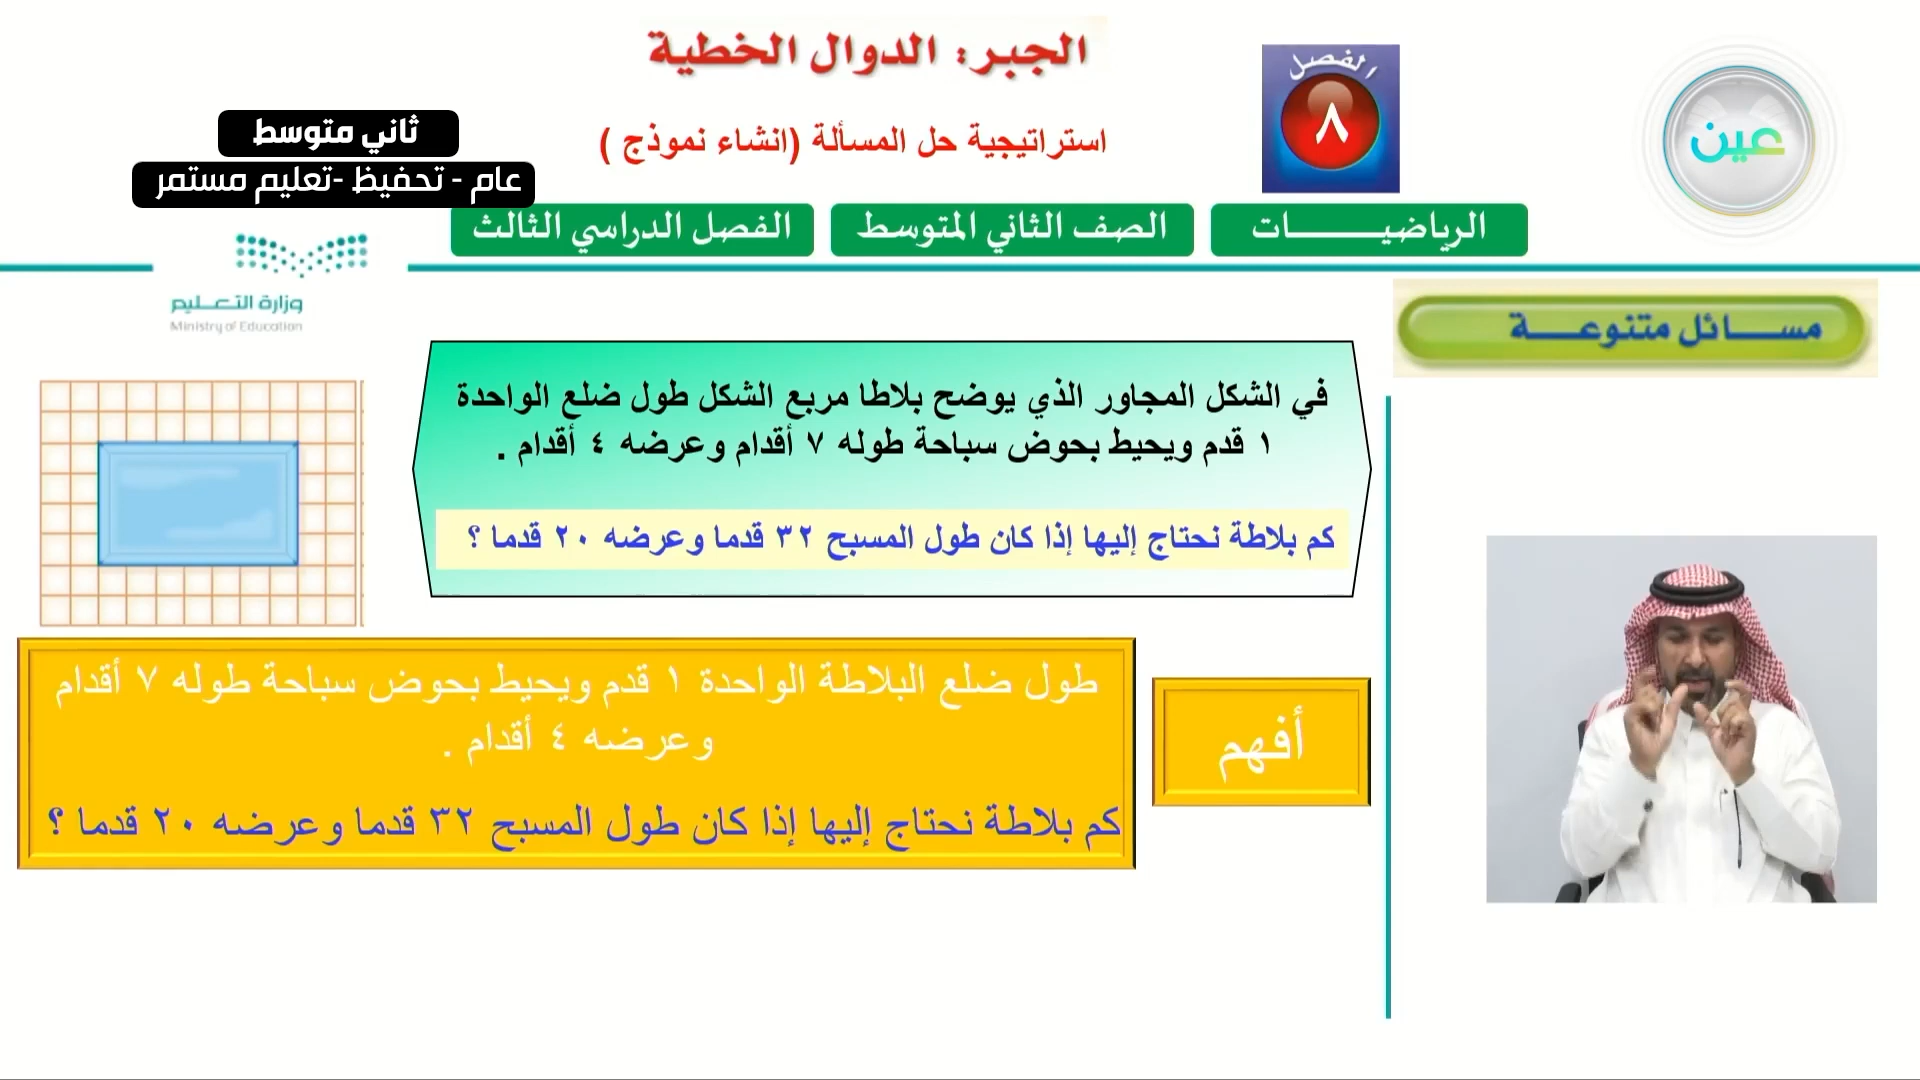 الجبر: الدوال الخطية
الفصل
٨
عين
ثاني متوسط
استراتيجية حل المسألة (انشاء نموذج )
عام - تحفيظ -تعليم مستمر
الرياضيـــــــــــات
الصف الثاني المتوسط
الفصل الدراسي الثالث
وزارة التعـــليم
Ministry of Education
مســـــائل متنوعـــــة
في الشكل المجاور الذي يوضح بلاطا مربع الشكل طول ضلع الواحدة
١ قدم ويحيط بحوض سباحة طوله ٧ أقدام وعرضه ٤ أقدام .
كم بلاطة نحتاج إليها إذا كان طول المسبح ٣٢ قدما وعرضه ٢٠ قدما ؟
أفهم
طول ضلع البلاطة الواحدة ١ قدم ويحيط بحوض سباحة طوله ٧ أقدام
وعرضه ٤ أقدام .
كم بلاطة نحتاج إليها إذا كان طول المسبح ٣٢ قدما وعرضه ٢٠ قدما ؟